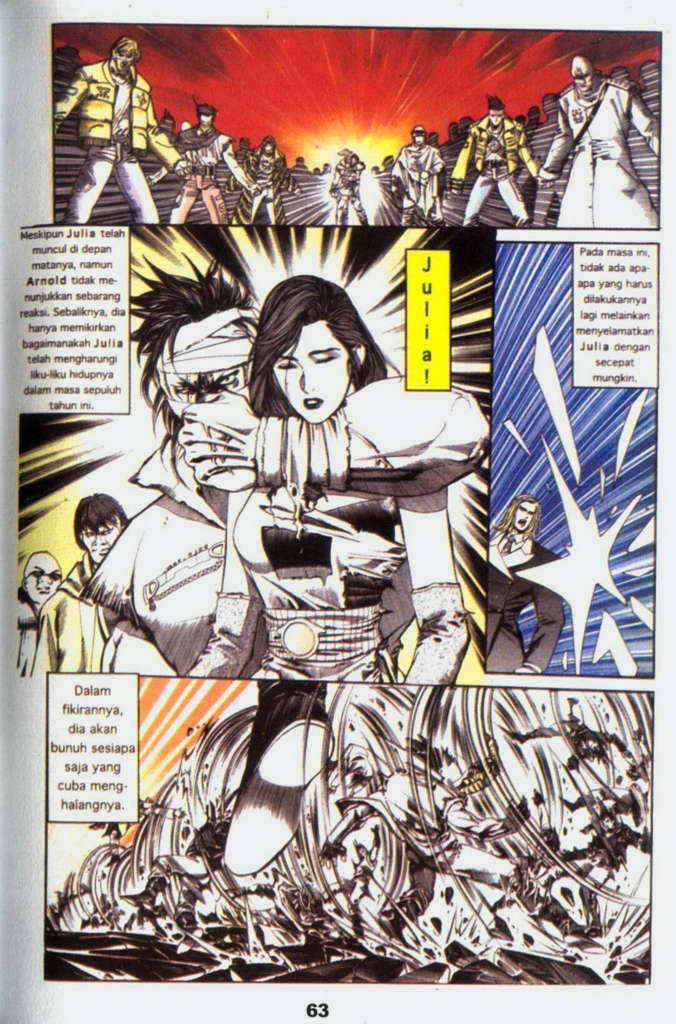 Meskipun Julia telah
muncul di depan
matanya, namun
Arnold tidak me-
nunjukkan sebarang
reaksi. Sebaliknya, dia
hanya memikirkan
bagaimanakah Julia
telah mengharungi
liku-liku hidupnya
dalam masa sepuluh
tahun ini.
Julia!
Pada masa ini,
tidak ada apa-
apa yang harus
dilakukannya
lagi melainkan
menyelamatkan
Julia dengan
secepat
mungkin.
Dalam
fikirannya,
dia akan
bunuh sesiapa
saja yang
cuba meng-
halangnya.
63